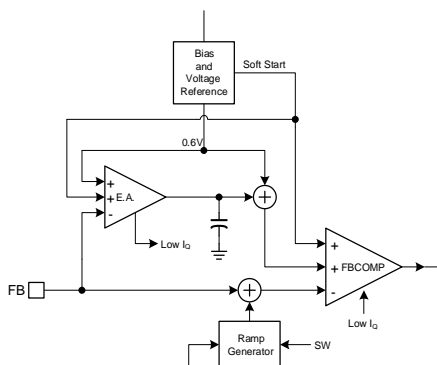 Bias
and
Voltage
Reference
Soft Start
0.6V
+
+ E.A.
-
+
Low IQ
+
+ FBCOMP
-
FB
+
Low IQ
Ramp
Generator
SW